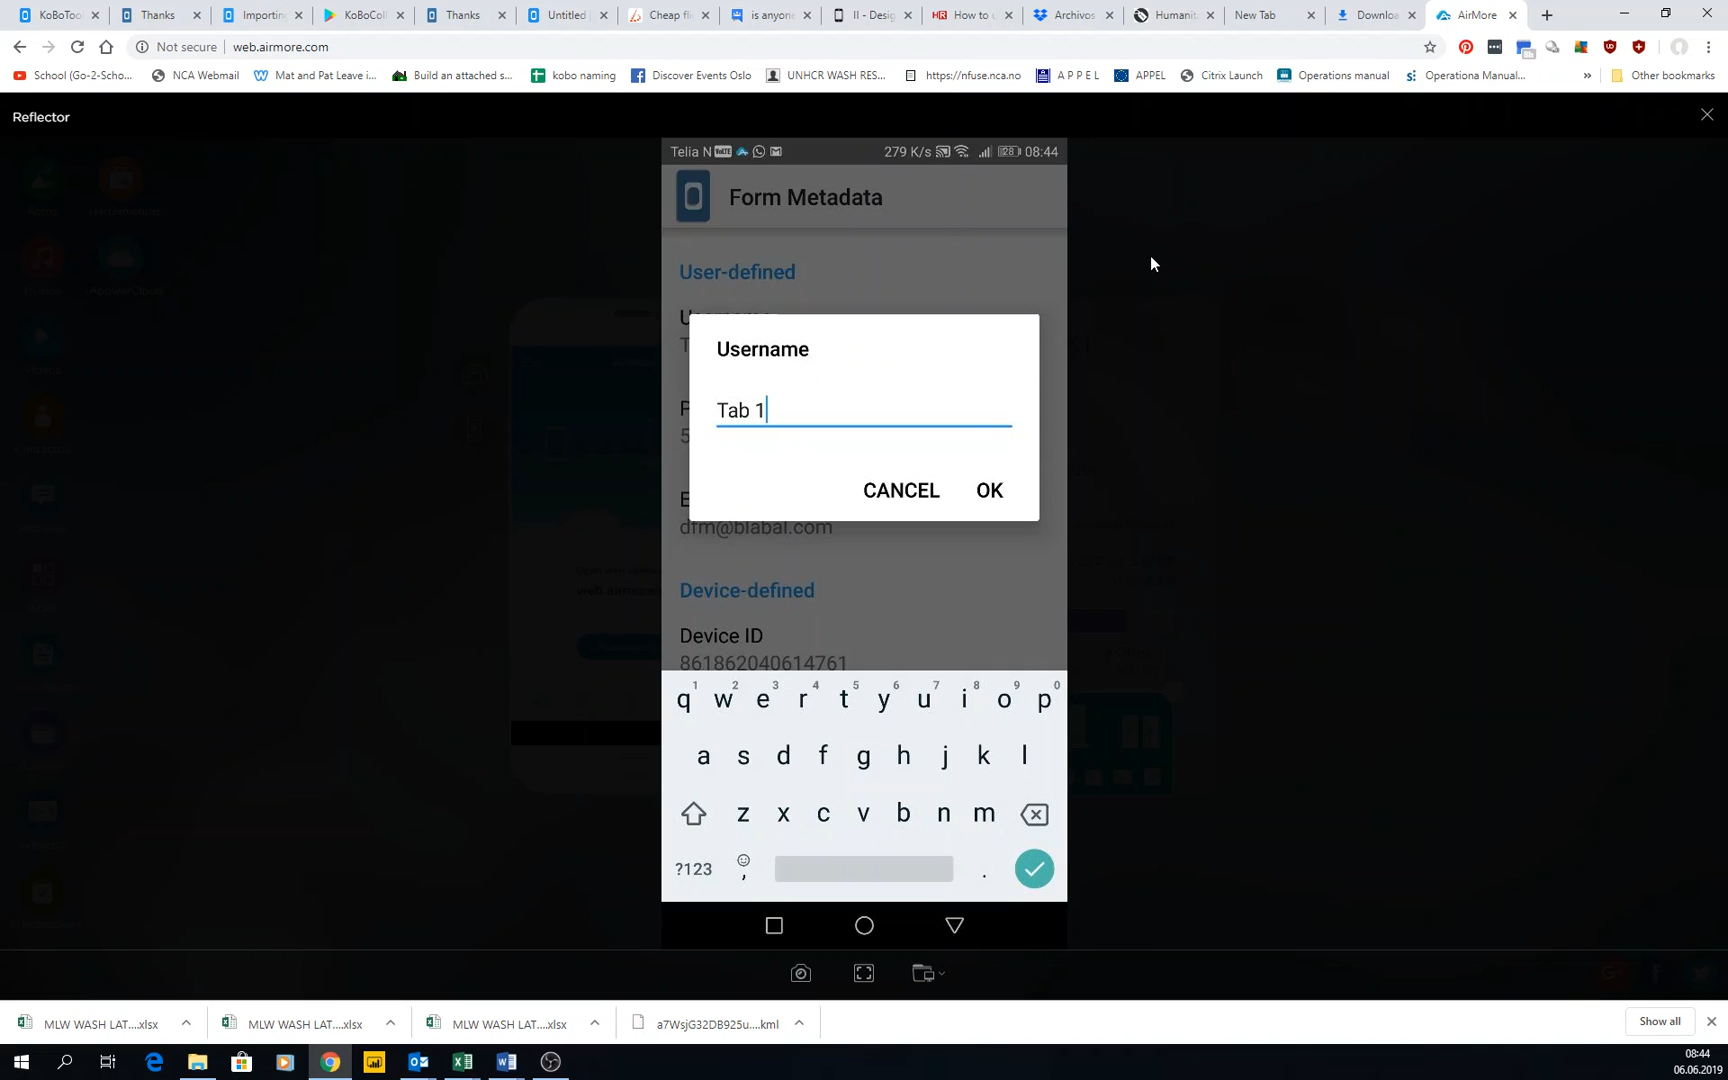 KoBoToo
Thanks
Importing
KoBoColl
Thanks
Untitled
Cheap fl
is anyone
II - Desig
How to u
Archivos
Humanit
New Tab
Downloa
AirMore
Not secure
web.airmore.com
School (Go-2-Scho...
NCA Webmail
Mat and Pat Leave i...
Build an attached s...
kobo naming
Discover Events Oslo
UNHCR WASH RES...
https://nfuse.nca.no
A P P E L
APPEL
Citrix Launch
Operations manual
Operationa Manual...
»
Other bookmarks
Reflector
Telia N VoLTE 279 K/s 28 08:44
Form Metadata
User-defined
Username
Tab 1
CANCEL OK
dfm@blabal.com
Device-defined
Device ID
861862040614761
1 2 3 4 5 6 7 8 9 0
q w e r t y u i o p
a s d f g h j k l
z x c v b n m
?123 , .
MLW WASH LAT....xlsx
MLW WASH LAT....xlsx
MLW WASH LAT....xlsx
a7WsjG32DB925u....kml
Show all
08:44
06.06.2019